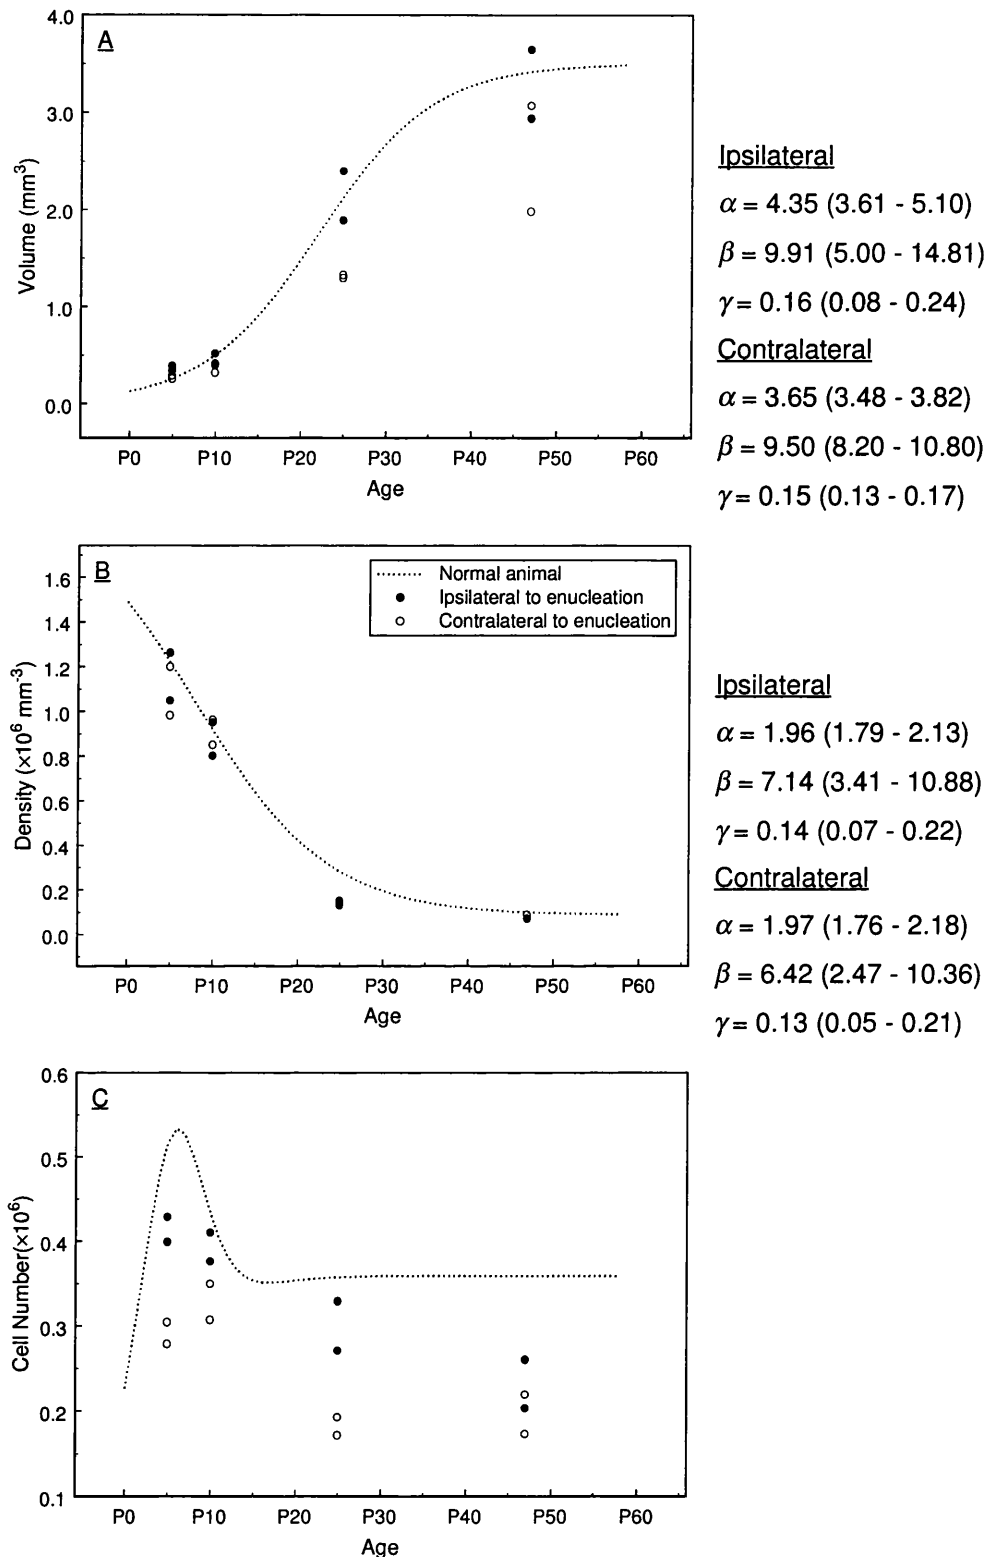 A
4.0
3.0
2.0
1.0
0.0
Volume (mm³)
P0 P10 P20 P30 P40 P50 P60
Age
Ipsilateral
α = 4.35 (3.61 - 5.10)
β = 9.91 (5.00 - 14.81)
γ = 0.16 (0.08 - 0.24)
Contralateral
α = 3.65 (3.48 - 3.82)
β = 9.50 (8.20 - 10.80)
γ = 0.15 (0.13 - 0.17)
B
Normal animal
Ipsilateral to enucleation
Contralateral to enucleation
1.6
1.4
1.2
1.0
0.8
0.6
0.4
0.2
0.0
Density (×10⁶ mm⁻³)
P0 P10 P20 P30 P40 P50 P60
Age
Ipsilateral
α = 1.96 (1.79 - 2.13)
β = 7.14 (3.41 - 10.88)
γ = 0.14 (0.07 - 0.22)
Contralateral
α = 1.97 (1.76 - 2.18)
β = 6.42 (2.47 - 10.36)
γ = 0.13 (0.05 - 0.21)
C
0.6
0.5
0.4
0.3
0.2
0.1
Cell Number(×10⁶)
P0 P10 P20 P30 P40 P50 P60
Age